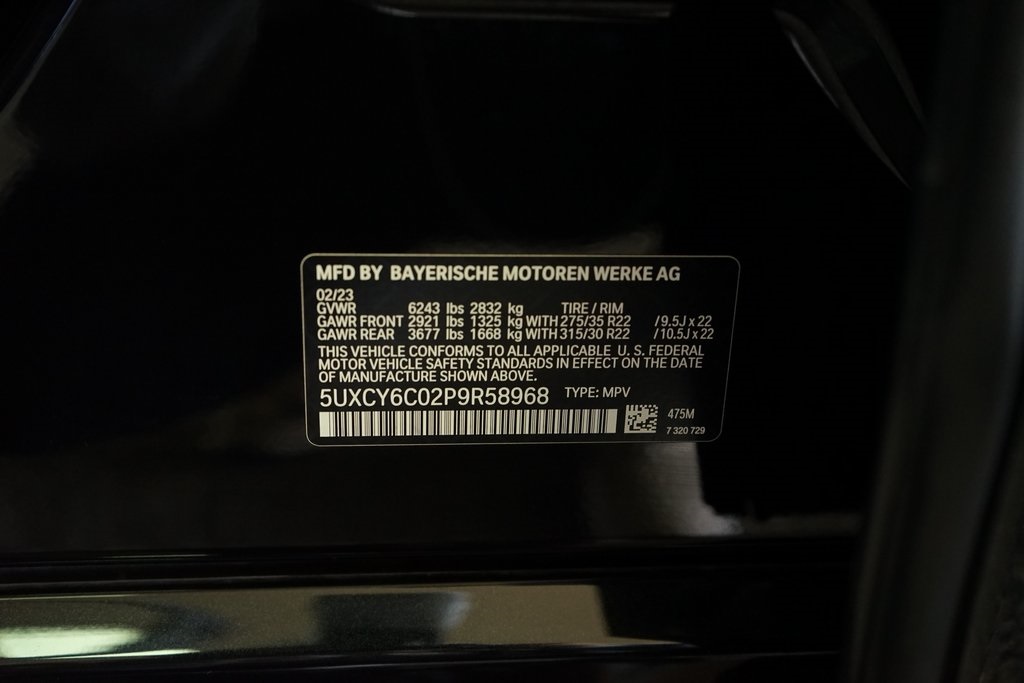 MFD BY BAYERISCHE MOTOREN WERKE AG
02/23
GVWR 6243 lbs 2832 kg TIRE / RIM
GAWR FRONT 2921 lbs 1325 kg WITH 275/35 R22 /9.5J x 22
GAWR REAR 3677 lbs 1668 kg WITH 315/30 R22 /10.5J x 22
THIS VEHICLE CONFORMS TO ALL APPLICABLE U. S. FEDERAL
MOTOR VEHICLE SAFETY STANDARDS IN EFFECT ON THE DATE
OF MANUFACTURE SHOWN ABOVE.
5UXCY6C02P9R58968 TYPE: MPV
475M
7 320 729